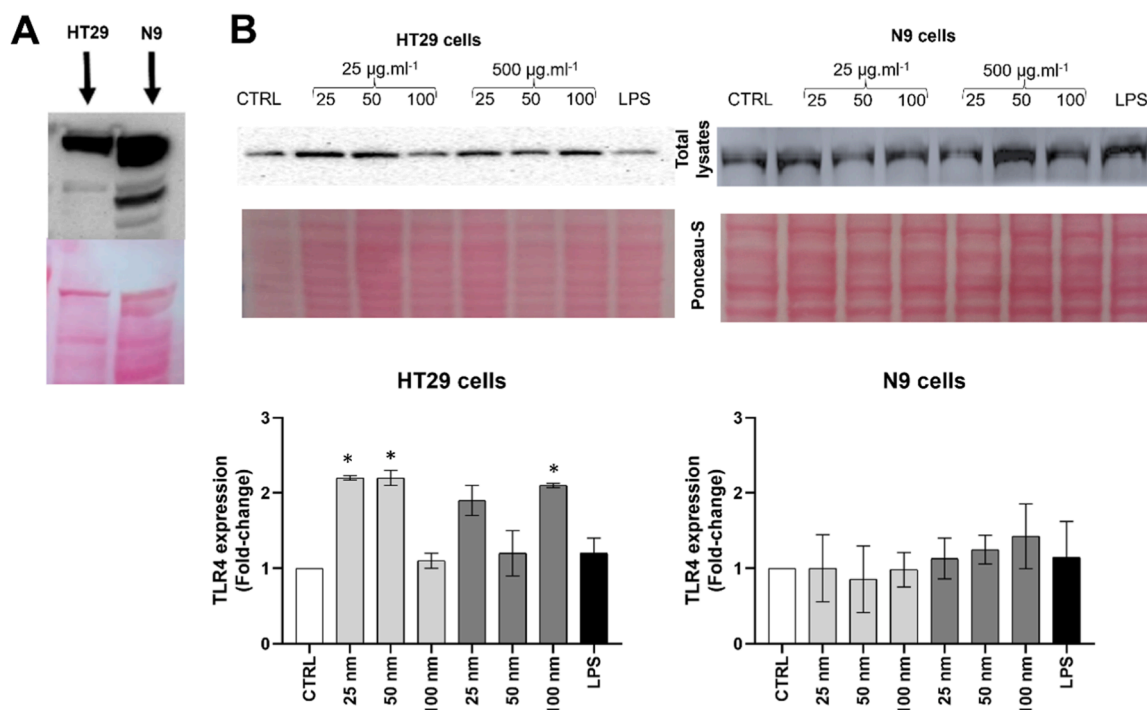 A
HT29 N9
B
HT29 cells
25 µg.ml-1 500 µg.ml-1
CTRL 25 50 100 25 50 100 LPS
N9 cells
25 µg.ml-1 500 µg.ml-1
CTRL 25 50 100 25 50 100 LPS
Total
lysates
Ponceau-S
HT29 cells
TLR4 expression
(Fold-change)
3
2
1
0
* * *
CTRL 25 nm 50 nm 100 nm 25 nm 50 nm 100 nm LPS
N9 cells
TLR4 expression
(Fold-change)
3
2
1
0
CTRL 25 nm 50 nm 100 nm 25 nm 50 nm 100 nm LPS